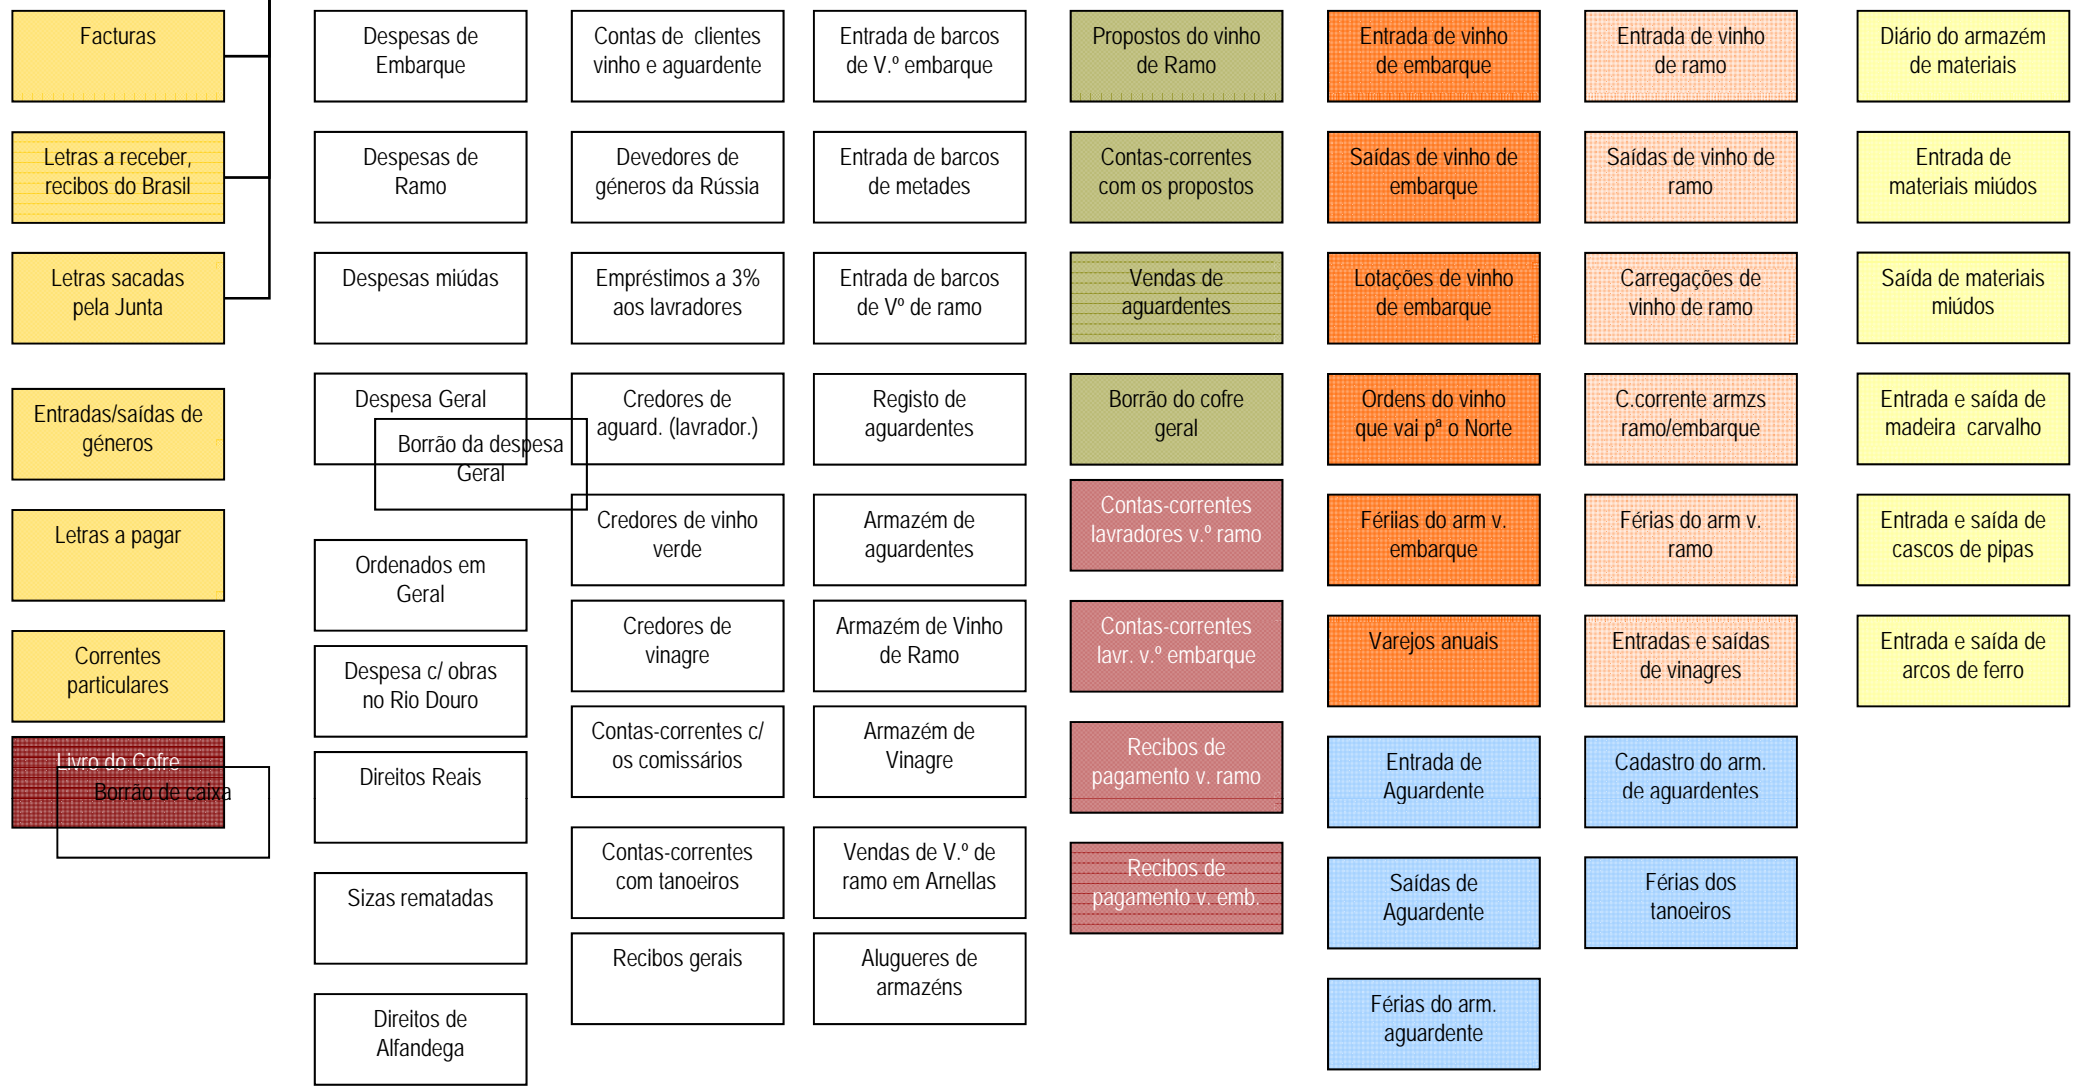 Facturas
Letras a receber,
recibos do Brasil
Letras sacadas
pela Junta
Entradas/saídas de
géneros
Letras a pagar
Correntes
particulares
Livro do Cofre
Borrão de caixa
Despesas de
Embarque
Despesas de
Ramo
Despesas miúdas
Despesa Geral
Borrão da despesa
Geral
Ordenados em
Geral
Despesa c/ obras
no Rio Douro
Direitos Reais
Sizas rematadas
Direitos de
Alfandega
Contas de clientes
vinho e aguardente
Devedores de
géneros da Rússia
Empréstimos a 3%
aos lavradores
Credores de
aguard. (lavrador.)
Credores de vinho
verde
Credores de
vinagre
Contas-correntes c/
os comissários
Contas-correntes
com tanoeiros
Recibos gerais
Entrada de barcos
de V.º embarque
Entrada de barcos
de metades
Entrada de barcos
de Vº de ramo
Registo de
aguardentes
Armazém de
aguardentes
Armazém de Vinho
de Ramo
Armazém de
Vinagre
Vendas de V.º de
ramo em Arnellas
Alugueres de
armazéns
Propostos do vinho
de Ramo
Contas-correntes
com os propostos
Vendas de
aguardentes
Borrão do cofre
geral
Contas-correntes
lavradores v.º ramo
Contas-correntes
lavr. v.º embarque
Recibos de
pagamento v. ramo
Recibos de
pagamento v. emb.
Entrada de vinho
de embarque
Saídas de vinho de
embarque
Lotações de vinho
de embarque
Ordens do vinho
que vai pª o Norte
Fériias do arm v.
embarque
Varejos anuais
Entrada de
Aguardente
Saídas de
Aguardente
Férias do arm.
aguardente
Entrada de vinho
de ramo
Saídas de vinho de
ramo
Carregações de
vinho de ramo
C.corrente armzs
ramo/embarque
Férias do arm v.
ramo
Entradas e saídas
de vinagres
Cadastro do arm.
de aguardentes
Férias dos
tanoeiros
Diário do armazém
de materiais
Entrada de
materiais miúdos
Saída de materiais
miúdos
Entrada e saída de
madeira carvalho
Entrada e saída de
cascos de pipas
Entrada e saída de
arcos de ferro